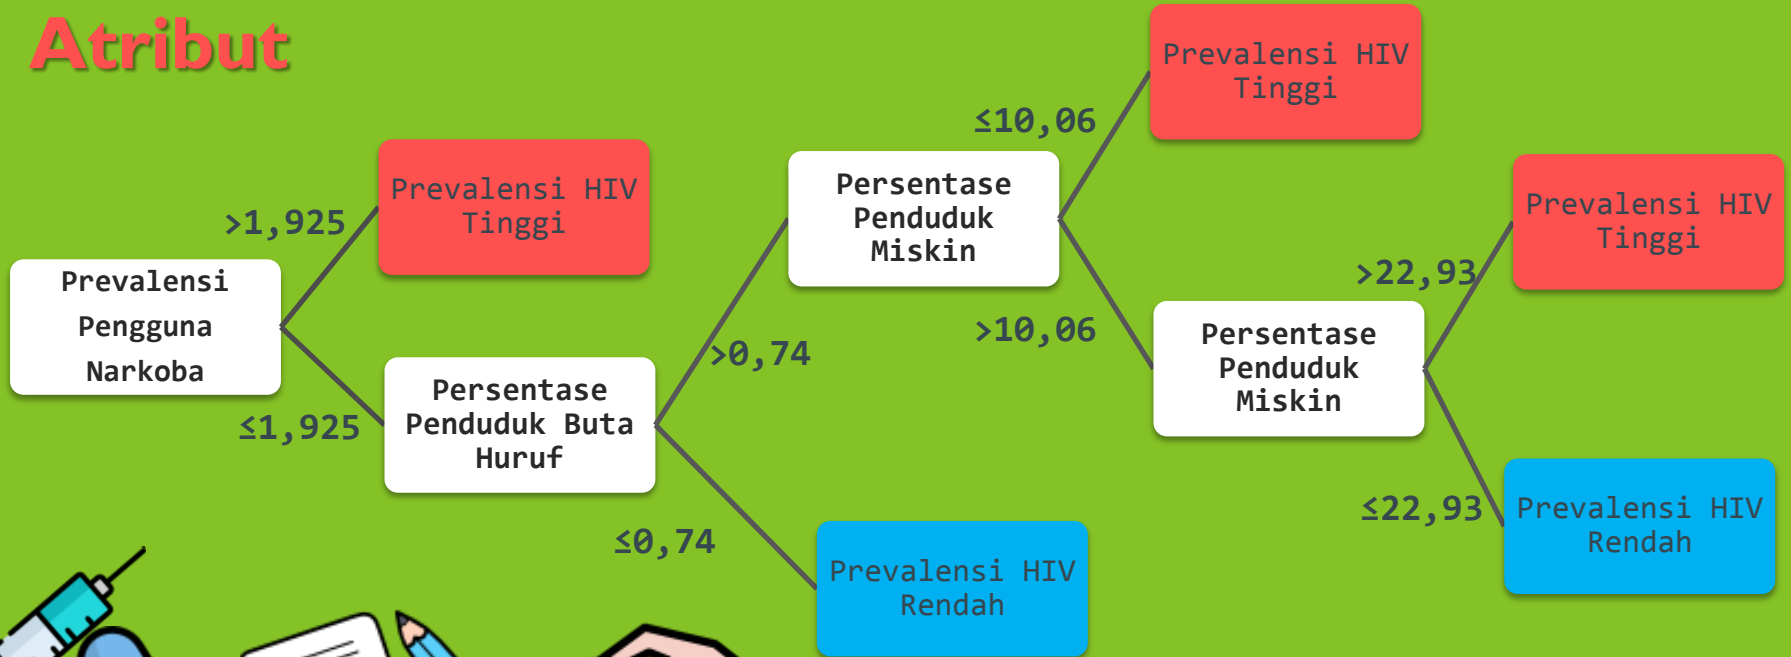 Atribut
Prevalensi
Pengguna
Narkoba
>1,925
≤1,925
Prevalensi HIV
Tinggi
Persentase
Penduduk Buta
Huruf
>0,74
≤0,74
Persentase
Penduduk
Miskin
Prevalensi HIV
Rendah
≤10,06
>10,06
Prevalensi HIV
Tinggi
Persentase
Penduduk
Miskin
>22,93
≤22,93
Prevalensi HIV
Tinggi
Prevalensi HIV
Rendah